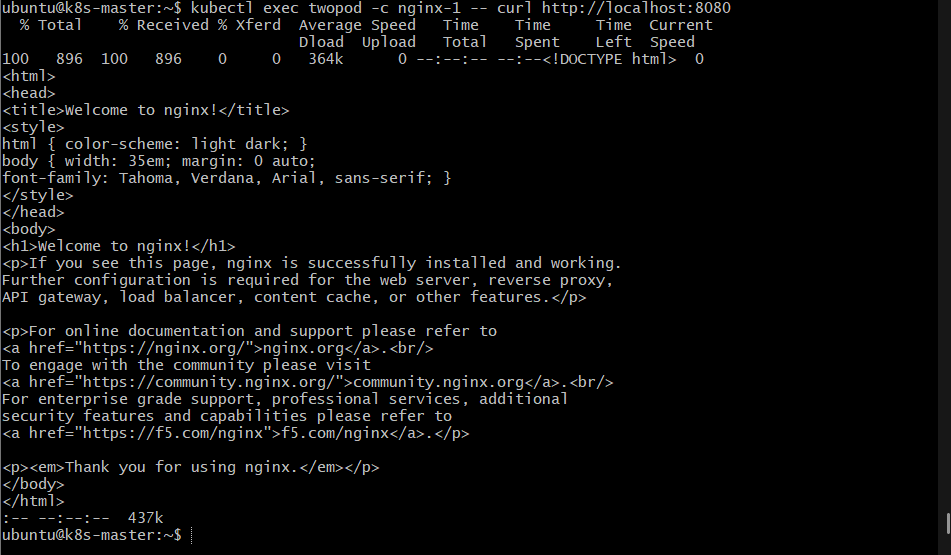 ubuntu@k8s-master:~$ kubectl exec twopod -c nginx-1 -- curl http://localhost:8080
  % Total    % Received % Xferd  Average Speed   Time    Time     Time  Current
                                 Dload  Upload   Total   Spent    Left  Speed
100   896  100   896    0     0   364k      0 --:--:-- --:--<!DOCTYPE html>  0
<html>
<head>
<title>Welcome to nginx!</title>
<style>
html { color-scheme: light dark; }
body { width: 35em; margin: 0 auto;
font-family: Tahoma, Verdana, Arial, sans-serif; }
</style>
</head>
<body>
<h1>Welcome to nginx!</h1>
<p>If you see this page, nginx is successfully installed and working.
Further configuration is required for the web server, reverse proxy,
API gateway, load balancer, content cache, or other features.</p>

<p>For online documentation and support please refer to
<a href="https://nginx.org/">nginx.org</a>.<br/>
To engage with the community please visit
<a href="https://community.nginx.org/">community.nginx.org</a>.<br/>
For enterprise grade support, professional services, additional
security features and capabilities please refer to
<a href="https://f5.com/nginx">f5.com/nginx</a>.</p>

<p><em>Thank you for using nginx.</em></p>
</body>
</html>
:-- --:--:--  437k
ubuntu@k8s-master:~$